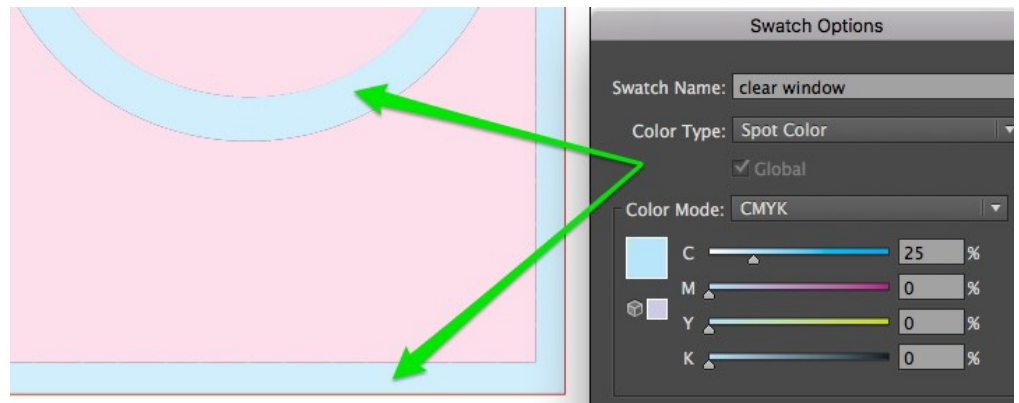 Swatch Options
Swatch Name: clear window
Color Type: Spot Color
Global
Color Mode: CMYK
C 25 %
M 0 %
Y 0 %
K 0 %